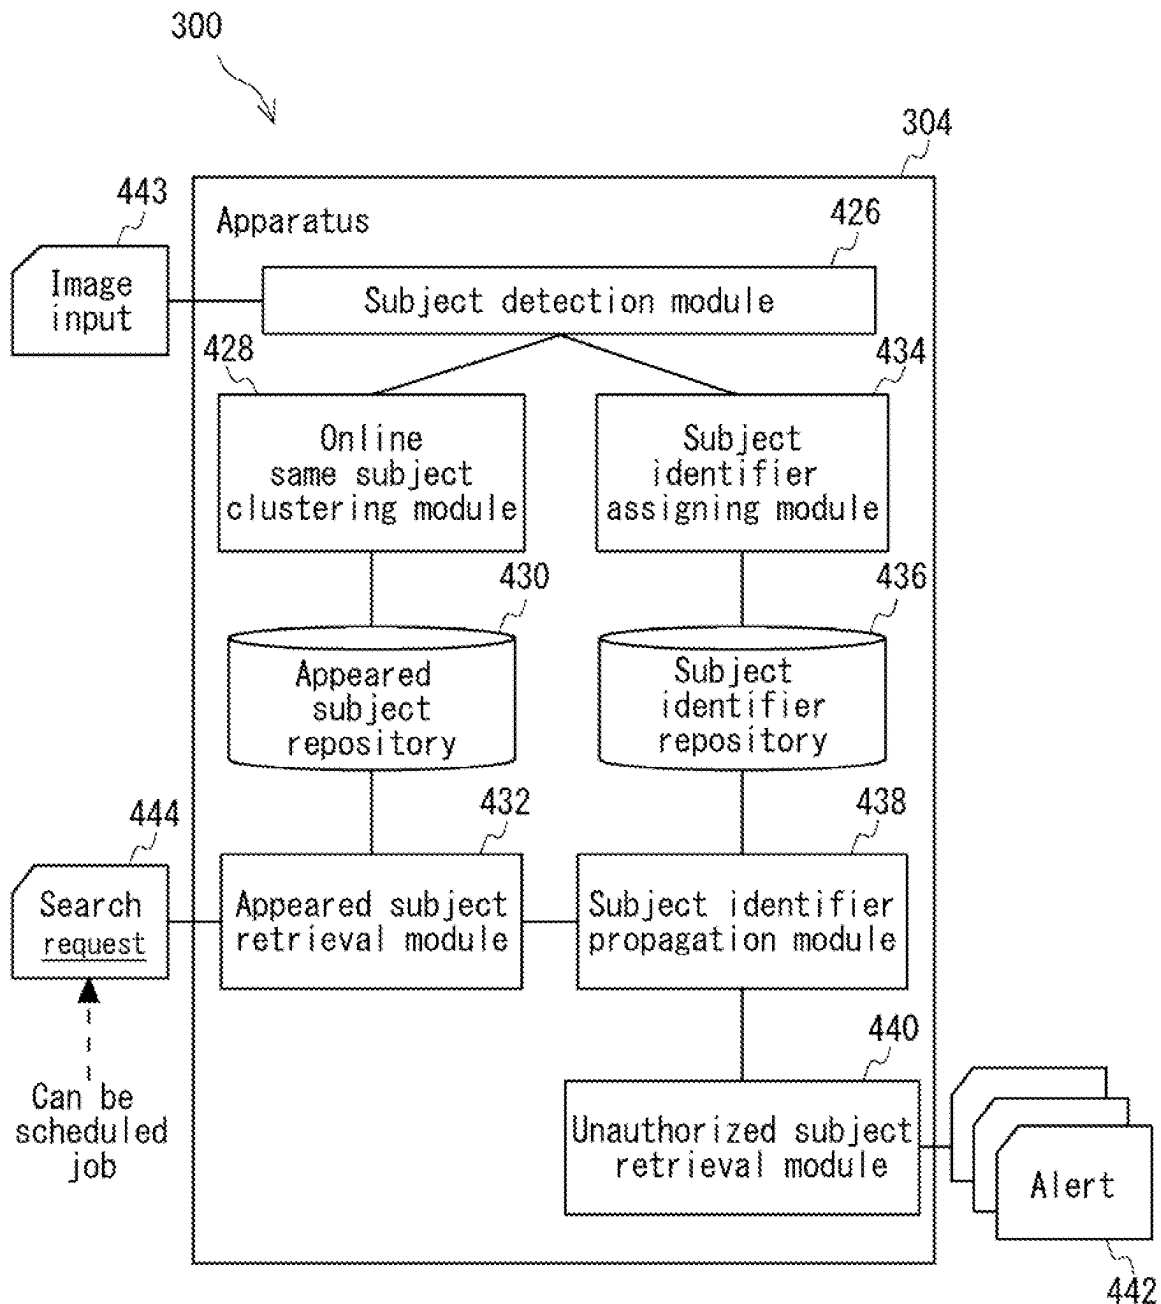 300
304
443
Apparatus
426
Image
input
Subject detection module
428
434
Online
same subject
clustering module
Subject
identifier
assigning module
430
436
Appeared
subject
repository
Subject
identifier
repository
444
432
438
Search
request
Appeared subject
retrieval module
Subject identifier
propagation module
440
Can be
scheduled
job
Unauthorized subject
retrieval module
Alert
442